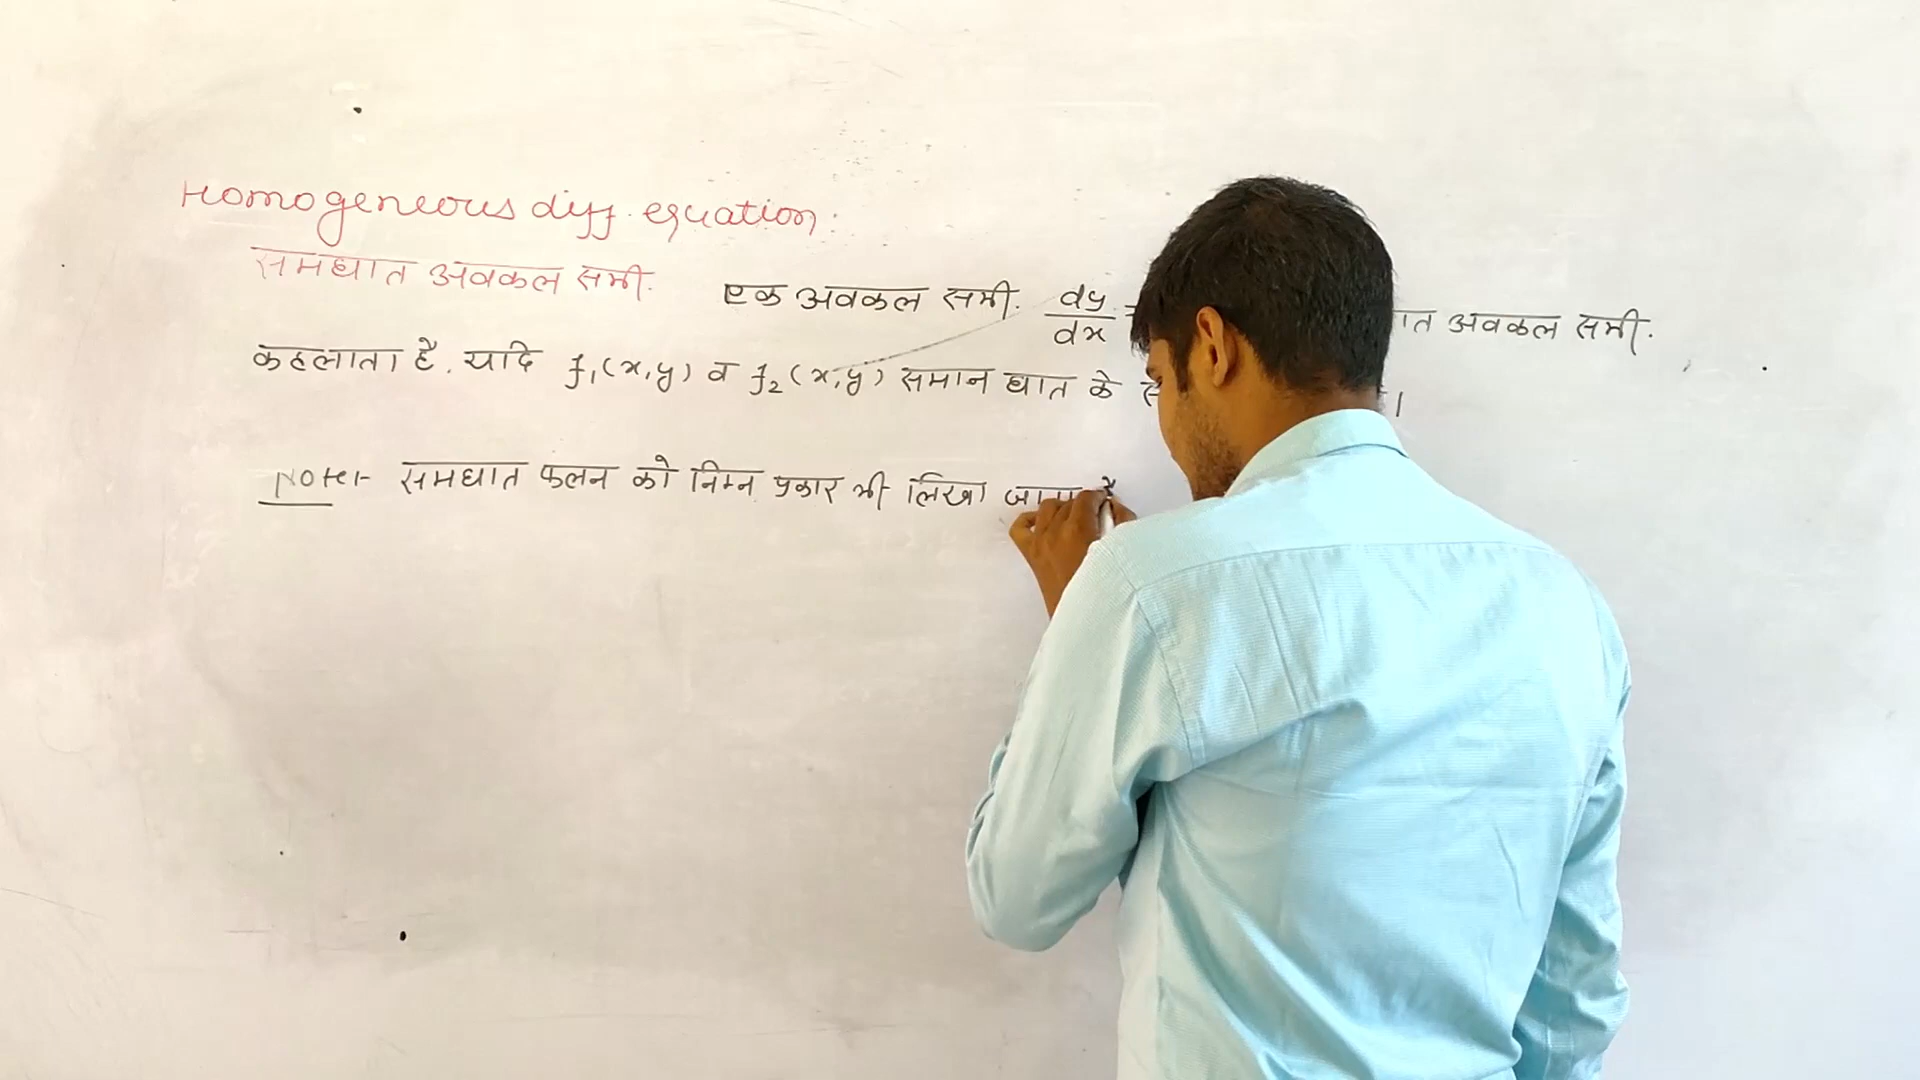 Homogeneous diff. equation:
समघात अवकल समी.
एक अवकल समी. dy/dx = अवकल समी.
कहलाता है. यदि f₁(x,y) व f₂(x,y) समान घात के
Note:- समघात फलन को निम्न प्रकार भी लिखा जाता है